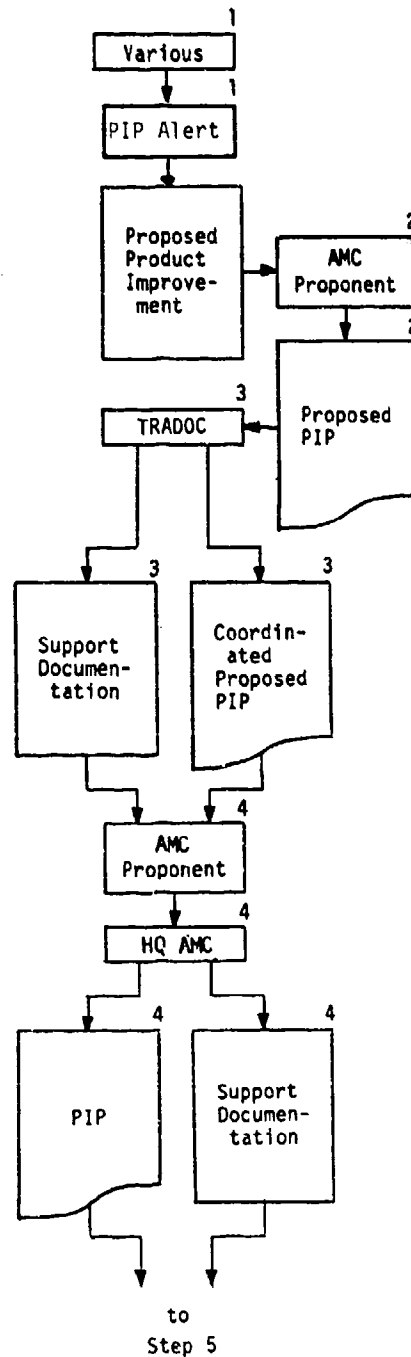 1
Various
1
PIP Alert
Proposed
Product
Improve-
ment
2
AMC
Proponent
2
Proposed
PIP
3
TRADOC
3
Support
Documen-
tation
3
Coordin-
ated
Proposed
PIP
4
AMC
Proponent
4
HQ AMC
4
PIP
4
Support
Documen-
tation
to
Step 5